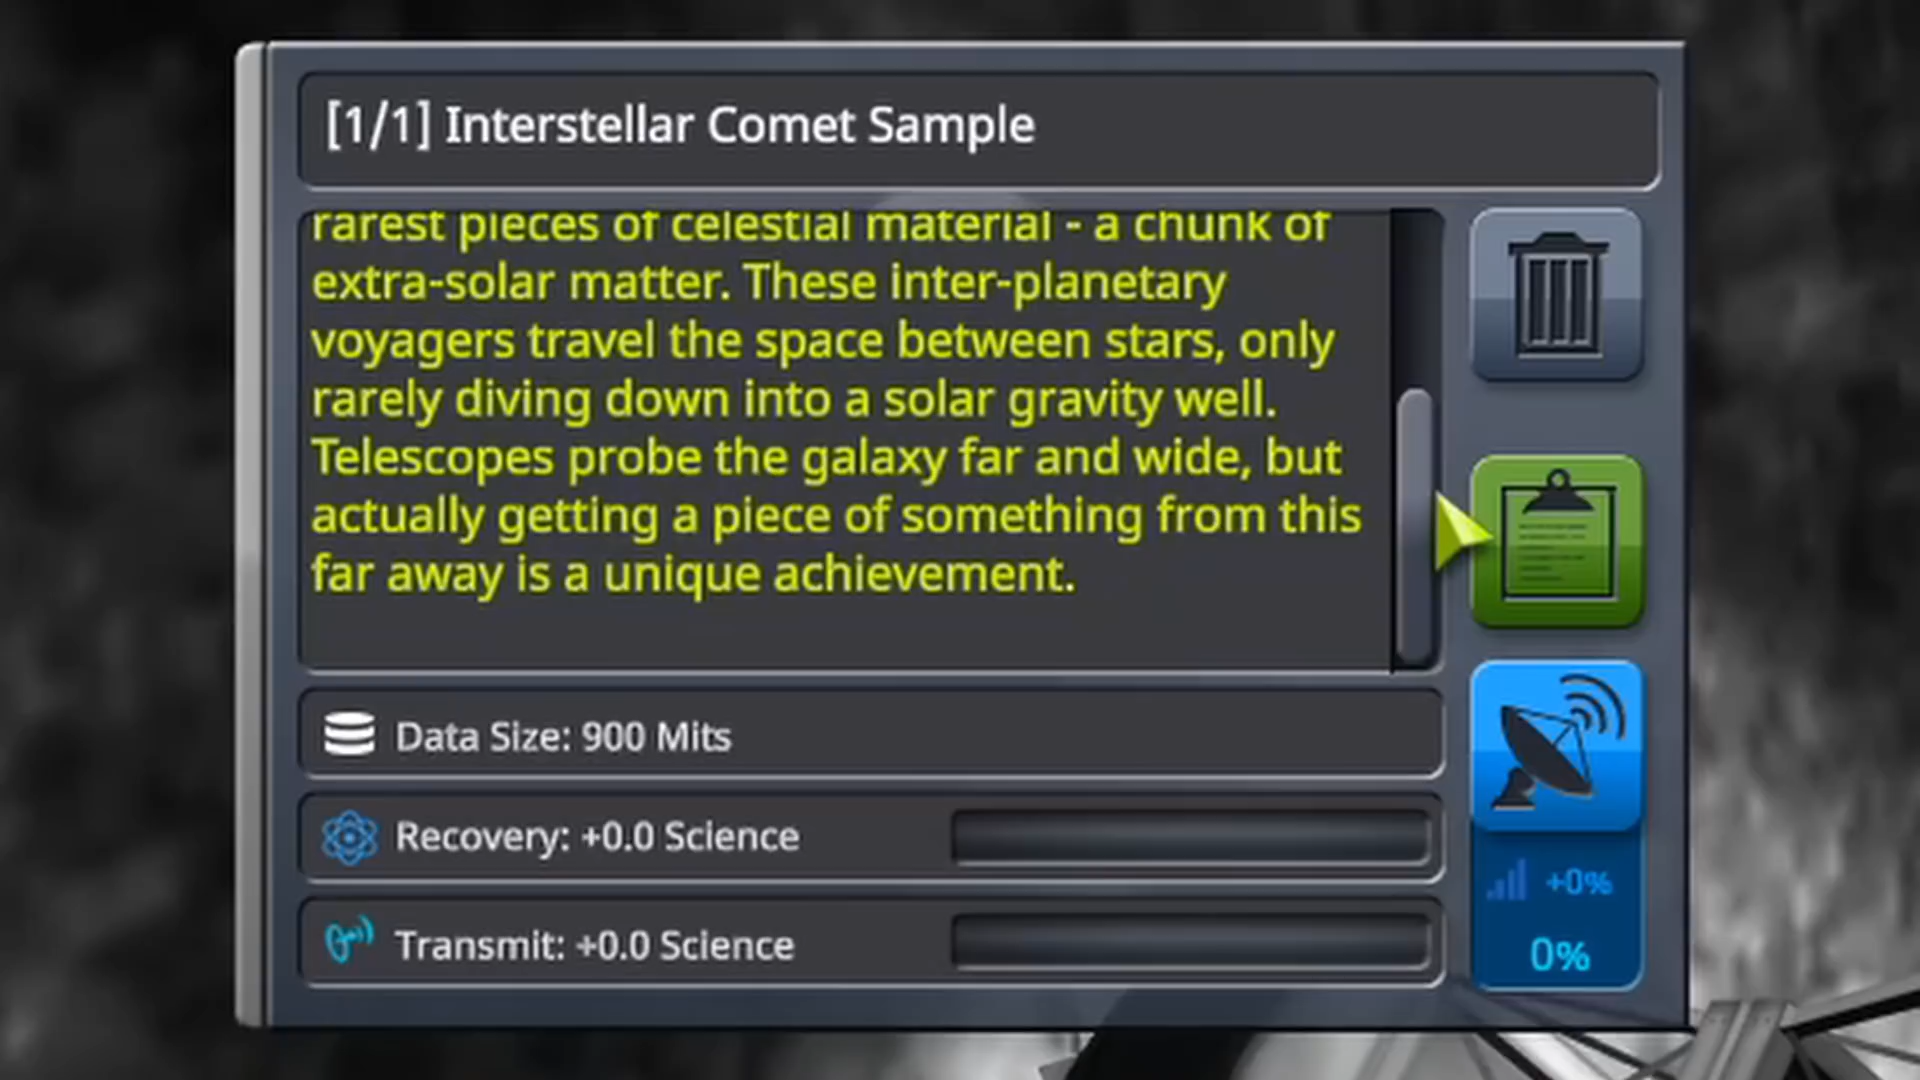 [1/1] Interstellar Comet Sample
rarest pieces of celestial material - a chunk of
extra-solar matter. These inter-planetary
voyagers travel the space between stars, only
rarely diving down into a solar gravity well.
Telescopes probe the galaxy far and wide, but
actually getting a piece of something from this
far away is a unique achievement.
Data Size: 900 Mits
Recovery: +0.0 Science
Transmit: +0.0 Science
+0%
0%